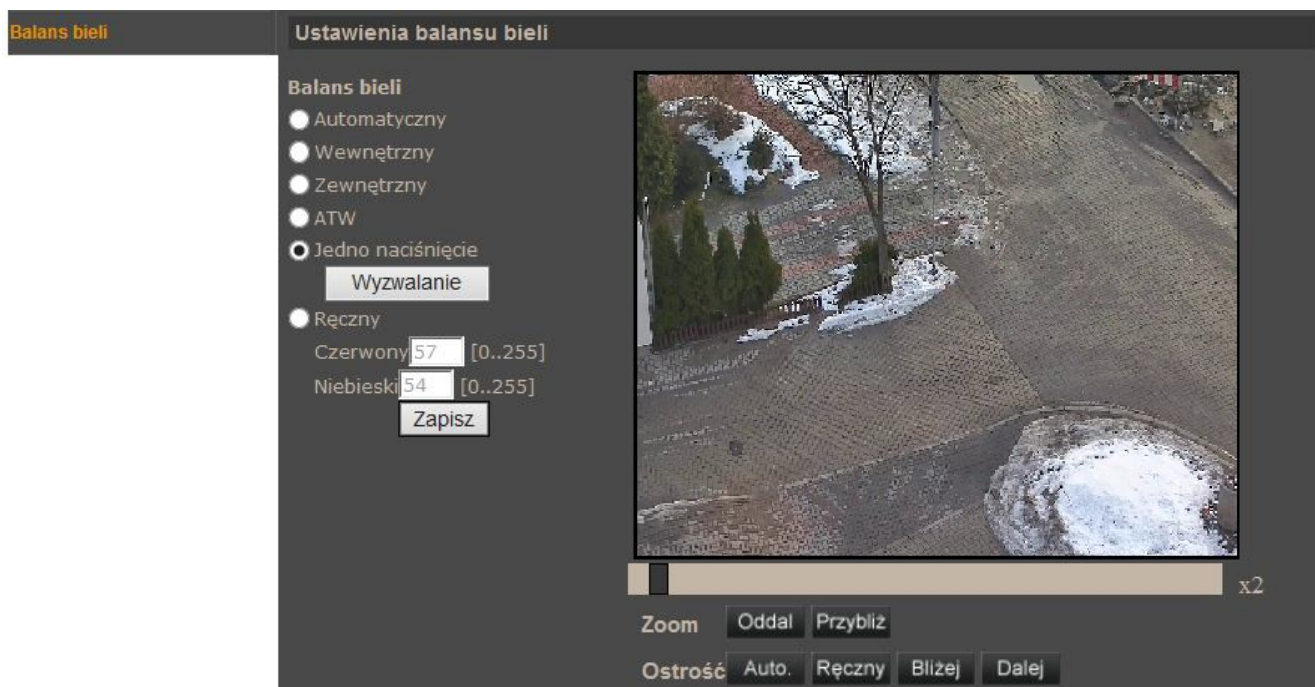 Balans bieli
Ustawienia balansu bieli
Balans bieli
Automatyczny
Wewnętrzny
Zewnętrzny
ATW
Jedno naciśnięcie
Wyzwalanie
Ręczny
Czerwony 57 [0..255]
Niebieski 54 [0..255]
Zapisz
x2
Zoom Oddal Przybliż
Ostrość Auto. Ręczny Bliżej Dalej